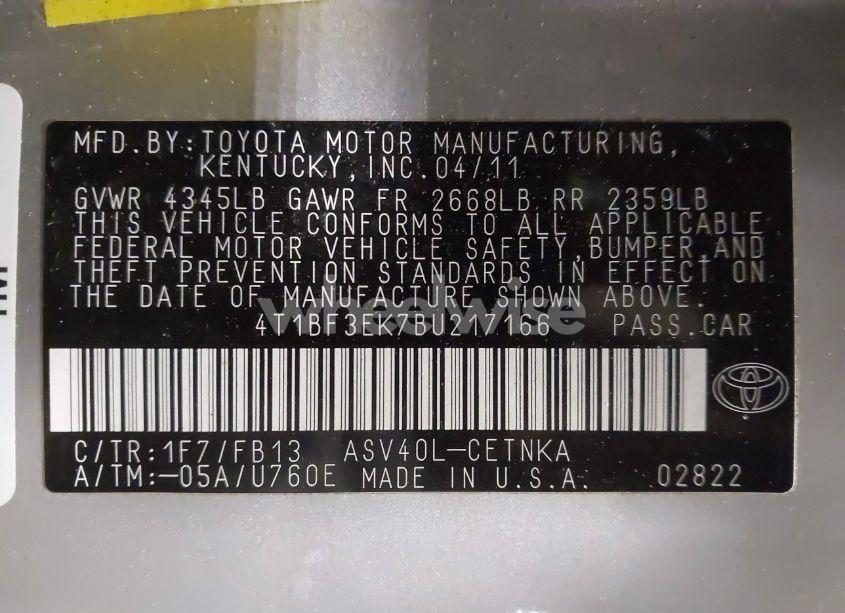 MFD.BY:TOYOTA MOTOR MANUFACTURING,
KENTUCKY,INC.04/11
GVWR 4345LB GAWR FR 2668LB RR 2359LB
THIS VEHICLE CONFORMS TO ALL APPLICABLE
FEDERAL MOTOR VEHICLE SAFETY,BUMPER,AND
THEFT PREVENTION STANDARDS IN EFFECT ON
THE DATE OF MANUFACTURE SHOWN ABOVE.
wheelwise
PASS.CAR
C/TR:1F7/FB13 ASV40L-CETNKA
A/TM:-05A/U760E MADE IN U.S.A. 02822